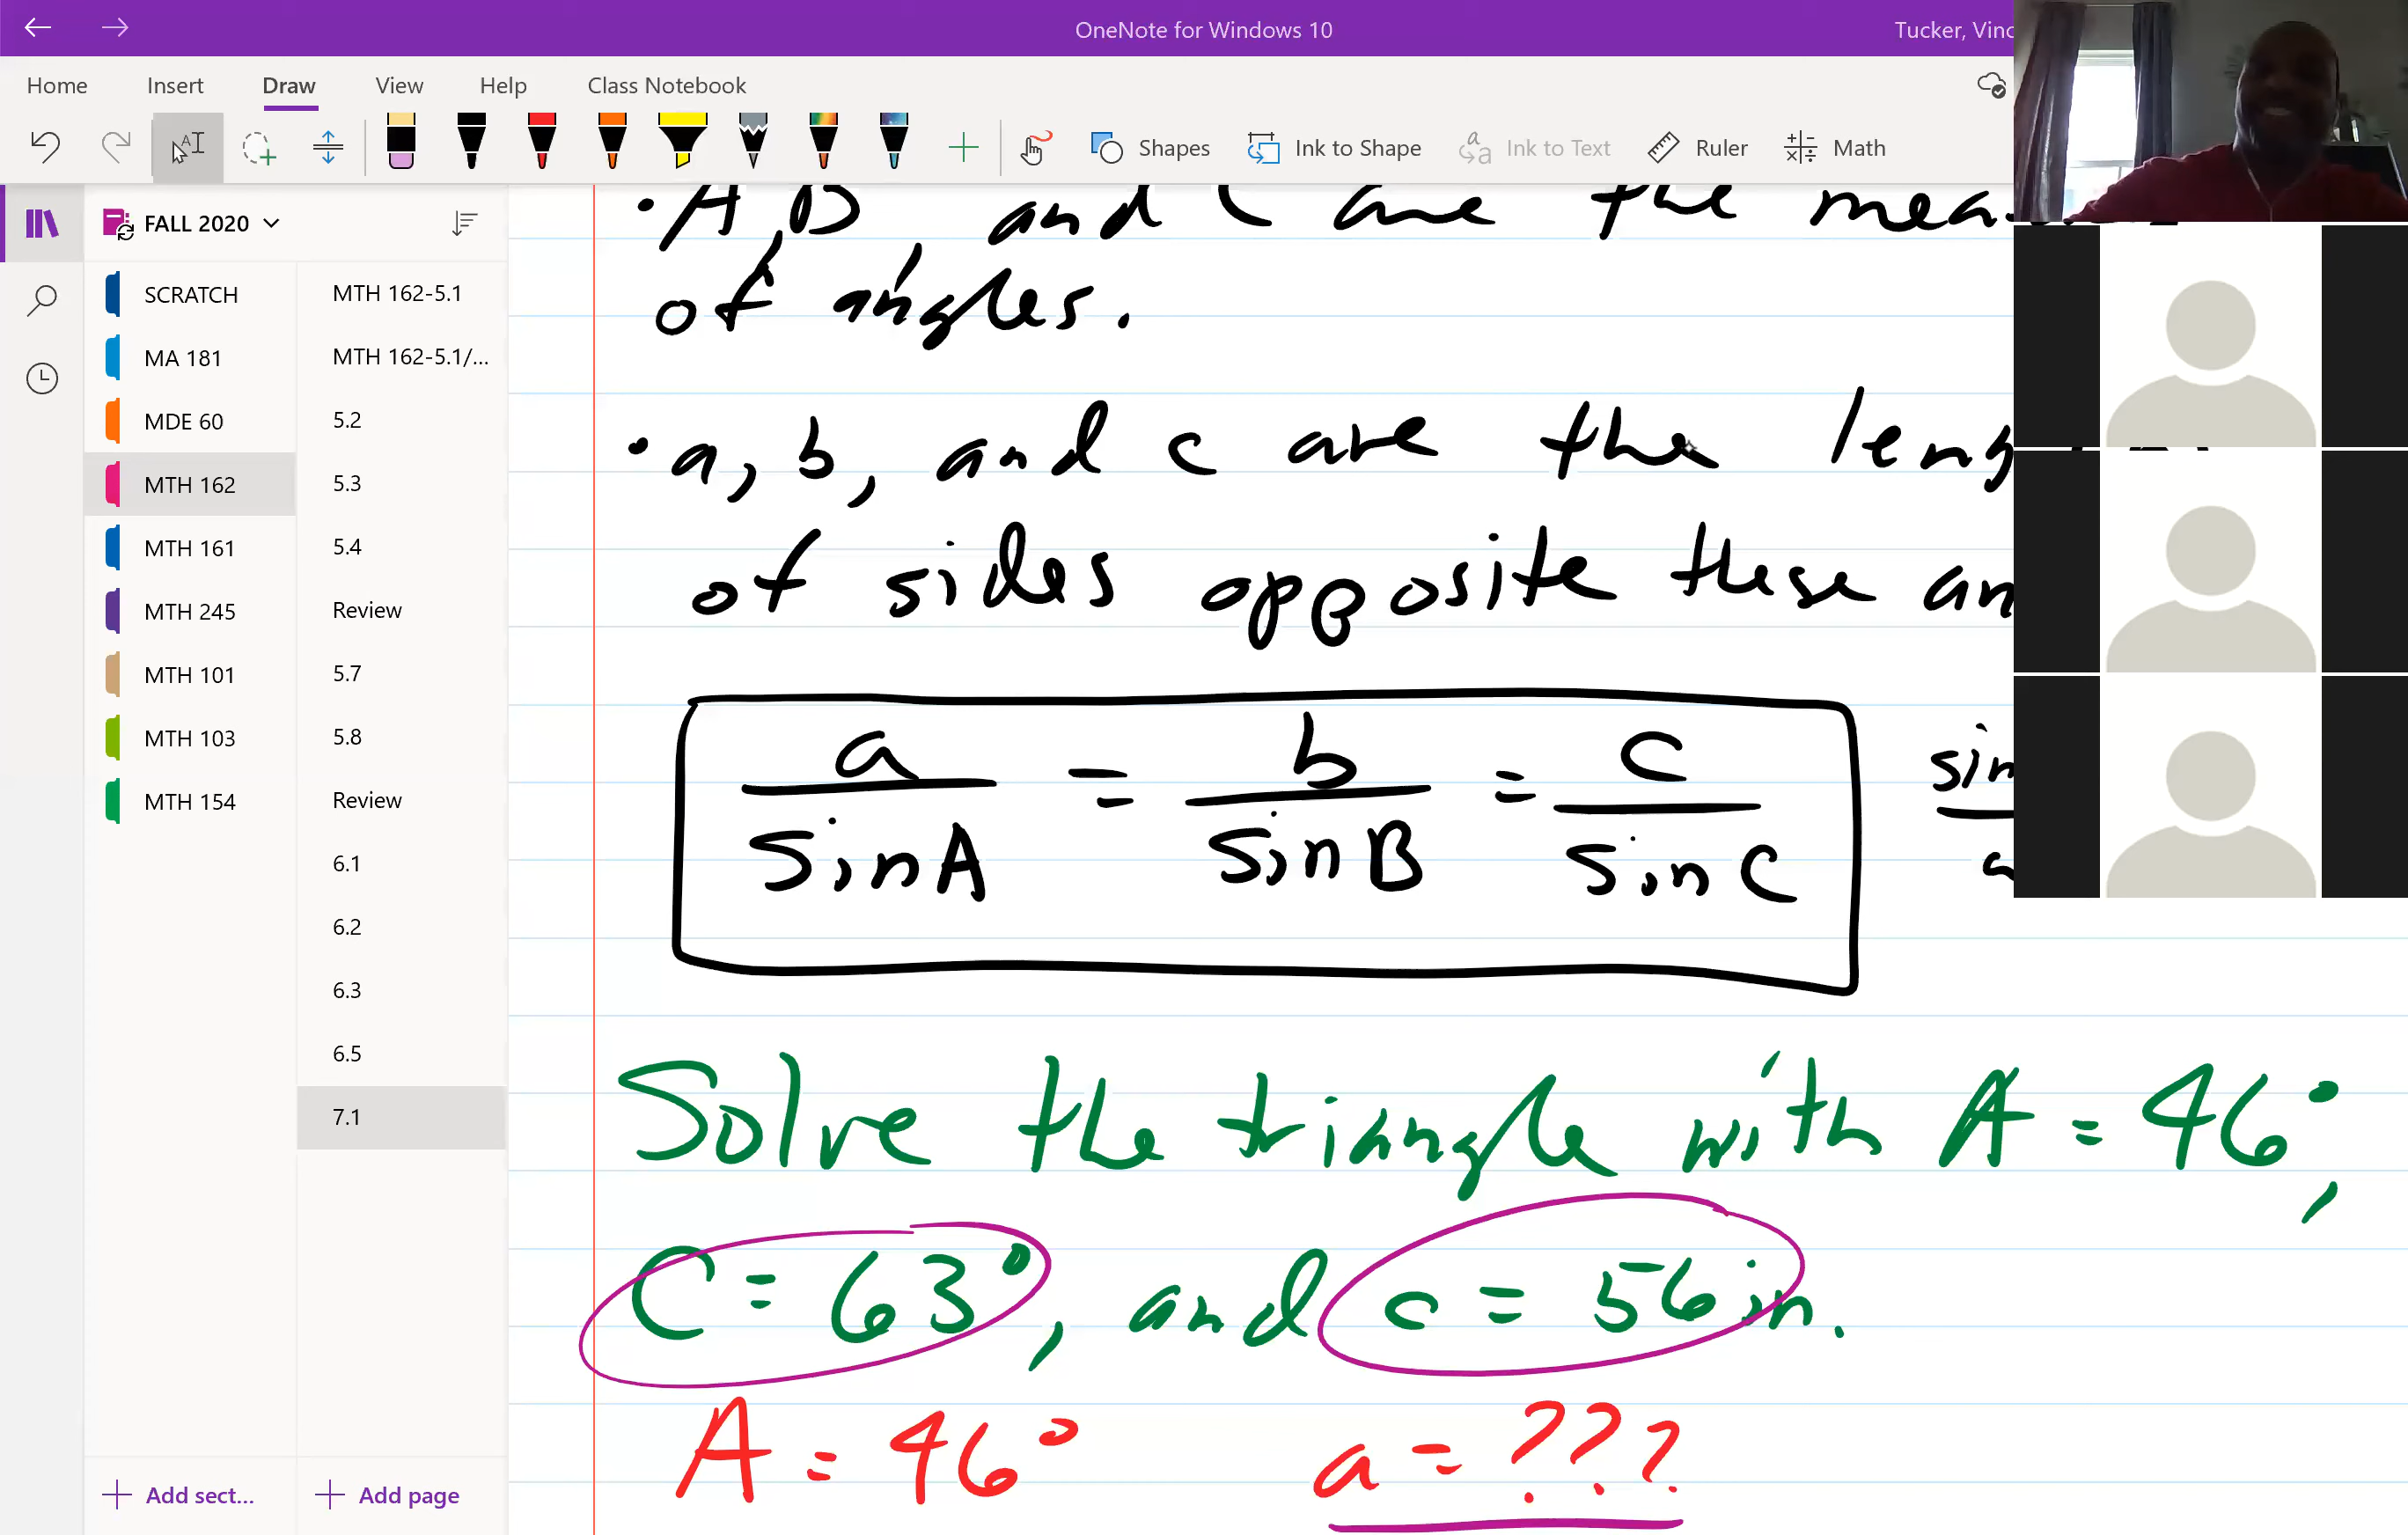 OneNote for Windows 10
Tucker, Vinc
Home Insert Draw View Help Class Notebook
Shapes Ink to Shape Ink to Text Ruler Math
FALL 2020
SCRATCH
MA 181
MDE 60
MTH 162
MTH 161
MTH 245
MTH 101
MTH 103
MTH 154
Add sect...
MTH 162-5.1
MTH 162-5.1/...
5.2
5.3
5.4
Review
5.7
5.8
Review
6.1
6.2
6.3
6.5
7.1
Add page
• A, B, and C are the mea
of angles.
• a, b, and c are the leng
of sides opposite these an
a/sin A = b/sin B = c/sin C
sin
a
Solve the triangle with A = 46°,
C = 63°, and c = 56 in.
A = 46° a = ???